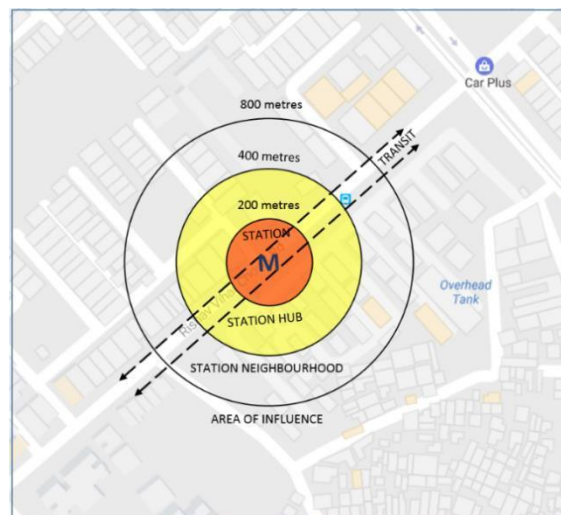 Car Plus
800 metres
TRANSIT
400 metres
200 metres
STATION
M
Overhead
Tank
STATION HUB
STATION NEIGHBOURHOOD
AREA OF INFLUENCE